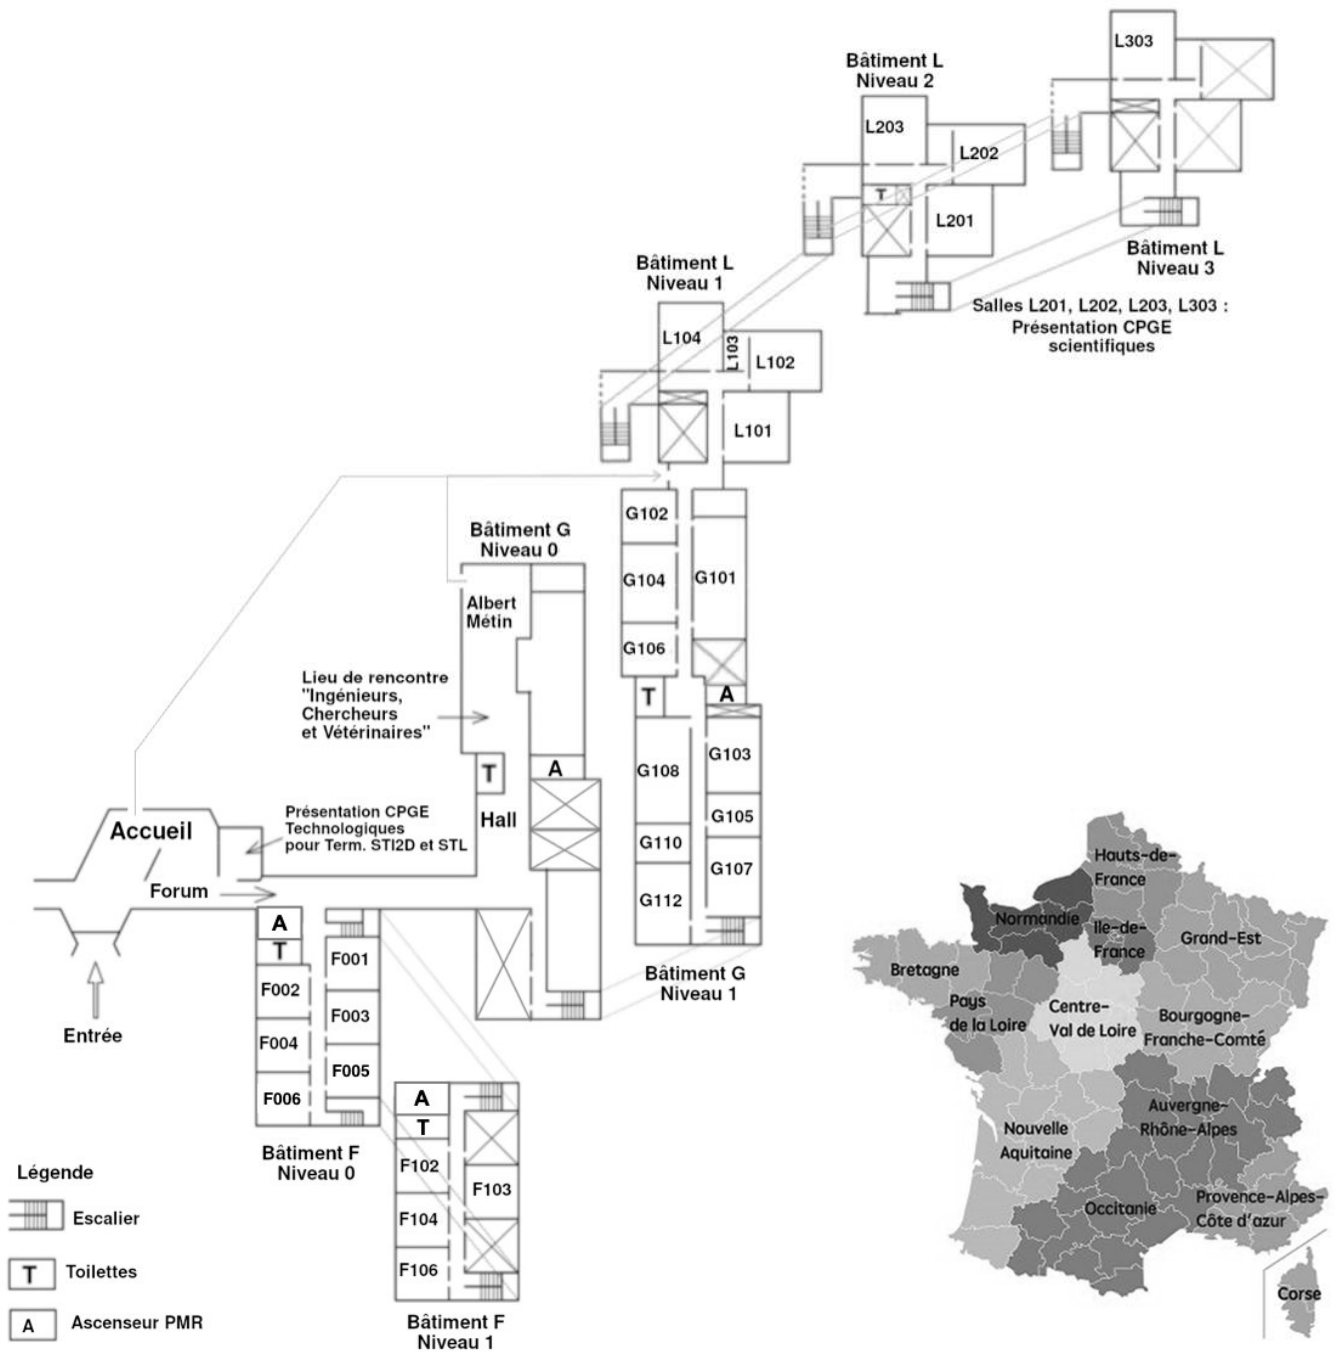 L303
Bâtiment L
Niveau 2
L203
L202
T
L201
Bâtiment L
Niveau 3
Bâtiment L
Niveau 1
Salles L201, L202, L203, L303 :
Présentation CPGE
scientifiques
L104
L103
L102
L101
G102
Bâtiment G
Niveau 0
G104
G101
Albert
Métin
G106
Lieu de rencontre
"Ingénieurs,
Chercheurs
et Vétérinaires"
T
A
T
A
G108
G103
G105
Présentation CPGE
Technologiques
pour Term. STI2D et STL
Hall
Accueil
G110
G107
Forum
G112
A
T
F001
F002
Bâtiment G
Niveau 1
F003
Entrée
F004
F005
F006
A
T
Bâtiment F
Niveau 0
F102
F103
F104
F106
Bâtiment F
Niveau 1
Légende
Escalier
T
Toilettes
A
Ascenseur PMR
Hauts-de-
France
Normandie
Ile-de-
France
Grand-Est
Bretagne
Pays
de la Loire
Centre-
Val de Loire
Bourgogne-
Franche-Comté
Auvergne-
Rhône-Alpes
Nouvelle
Aquitaine
Occitanie
Provence-Alpes-
Côte d'azur
Corse